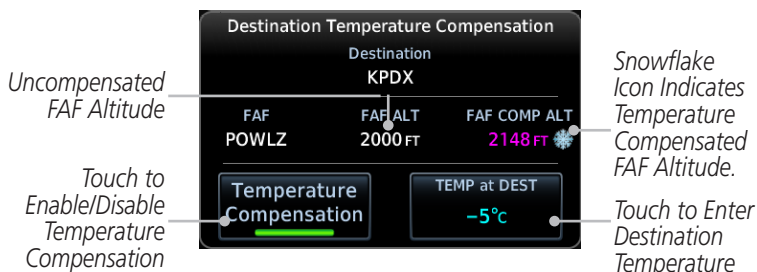 Destination Temperature Compensation
Destination
KPDX
Uncompensated
FAF Altitude
FAF
FAF ALT
FAF COMP ALT
POWLZ
2000 FT
2148 FT
Snowflake
Icon Indicates
Temperature
Compensated
FAF Altitude.
Touch to
Enable/Disable
Temperature
Compensation
Temperature
Compensation
TEMP at DEST
-5°C
Touch to Enter
Destination
Temperature